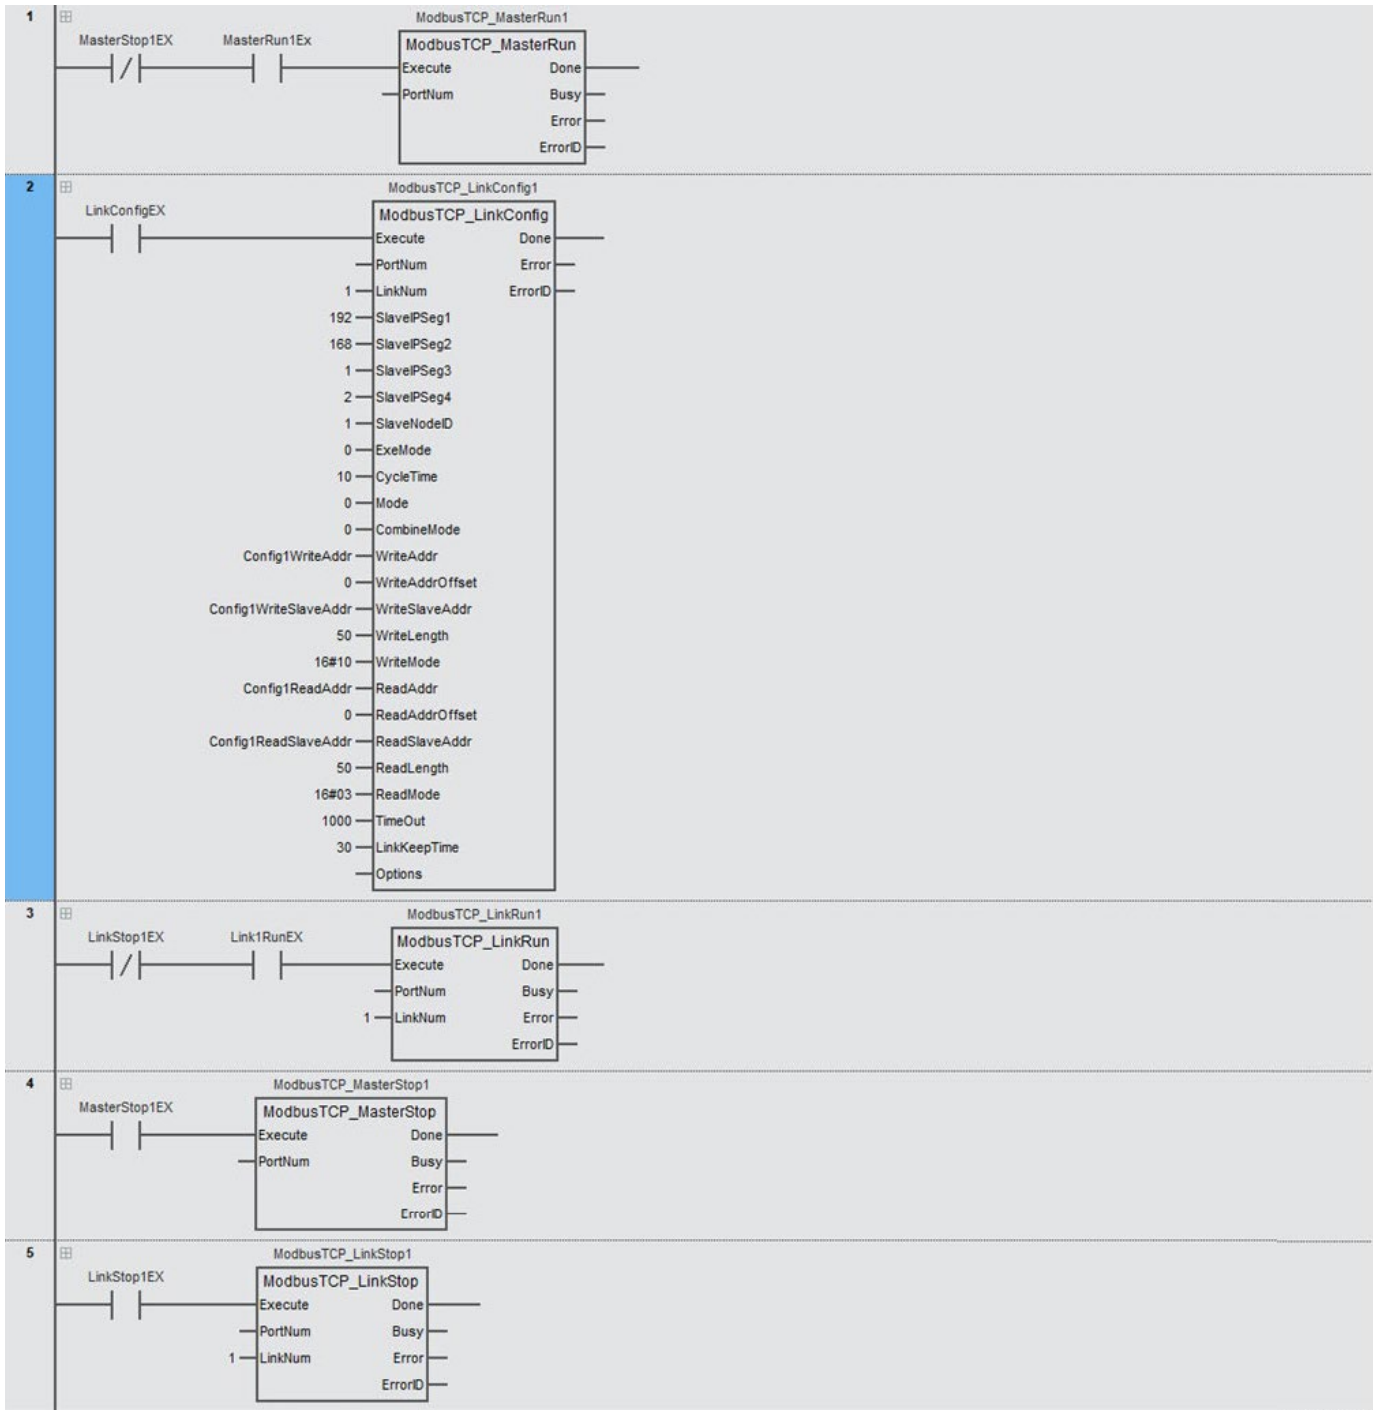 1
ModbusTCP_MasterRun1
MasterStop1EX MasterRun1Ex
ModbusTCP_MasterRun
Execute Done
PortNum Busy
Error
ErrorID
2
ModbusTCP_LinkConfig1
LinkConfigEX
ModbusTCP_LinkConfig
Execute Done
PortNum Error
1 LinkNum ErrorID
192 SlaveIPSeg1
168 SlaveIPSeg2
1 SlaveIPSeg3
2 SlaveIPSeg4
1 SlaveNodeID
0 ExeMode
10 CycleTime
0 Mode
0 CombineMode
Config1WriteAddr WriteAddr
0 WriteAddrOffset
Config1WriteSlaveAddr WriteSlaveAddr
50 WriteLength
16#10 WriteMode
Config1ReadAddr ReadAddr
0 ReadAddrOffset
Config1ReadSlaveAddr ReadSlaveAddr
50 ReadLength
16#03 ReadMode
1000 TimeOut
30 LinkKeepTime
Options
3
ModbusTCP_LinkRun1
LinkStop1EX Link1RunEX
ModbusTCP_LinkRun
Execute Done
PortNum Busy
1 LinkNum Error
ErrorID
4
ModbusTCP_MasterStop1
MasterStop1EX
ModbusTCP_MasterStop
Execute Done
PortNum Busy
Error
ErrorID
5
ModbusTCP_LinkStop1
LinkStop1EX
ModbusTCP_LinkStop
Execute Done
PortNum Busy
1 LinkNum Error
ErrorID